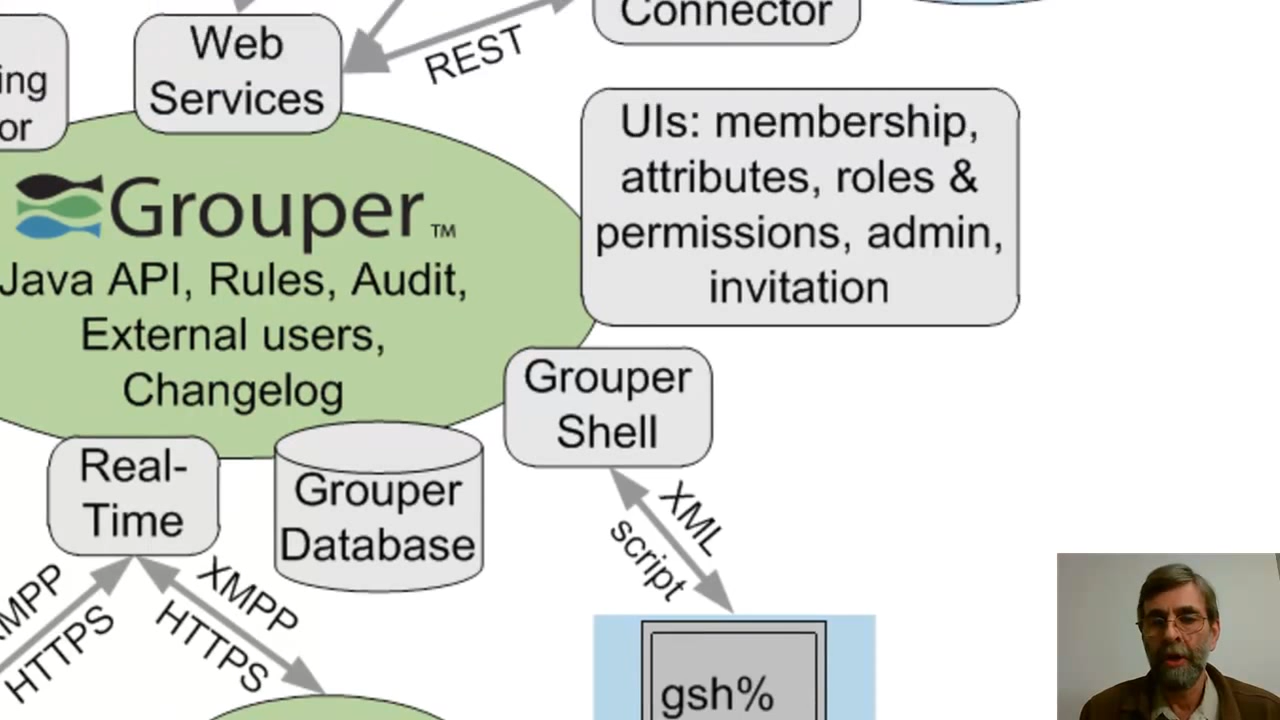 Connector
Web
Services
REST
ing
or
UIs: membership,
attributes, roles &
permissions, admin,
invitation
Grouper™
Java API, Rules, Audit,
External users,
Changelog
Grouper
Shell
Real-
Time
Grouper
Database
XML
script
XMPP
HTTPS
XMPP
HTTPS
gsh%